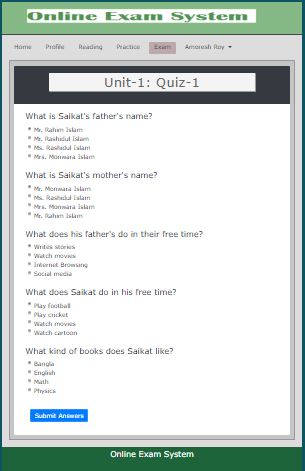 Online Exam System
Home Profile Reading Practice Exam Amoresh Roy
Unit-1: Quiz-1
What is Saikat's father's name?
Mr. Rahim Islam
Mr. Rashidul Islam
Ms. Rashidul Islam
Mrs. Monwara Islam
What is Saikat's mother's name?
Mr. Monwara Islam
Ms. Rashidul Islam
Mrs. Monwara Islam
Mr. Rahim Islam
What does his father's do in their free time?
Writes stories
Watch movies
Internet Browsing
Social media
What does Saikat do in his free time?
Play football
Play cricket
Watch movies
Watch cartoon
What kind of books does Saikat like?
Bangla
English
Math
Physics
Submit Answers
Online Exam System